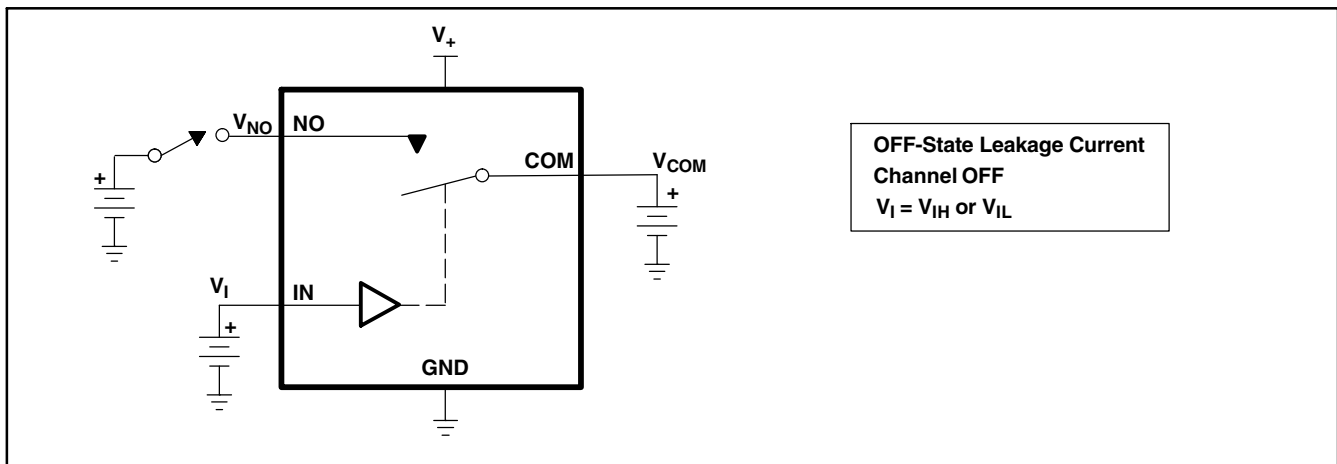 V+
VNO NO
COM VCOM
+
+
VI IN
+
GND
OFF-State Leakage Current
Channel OFF
VI = VIH or VIL